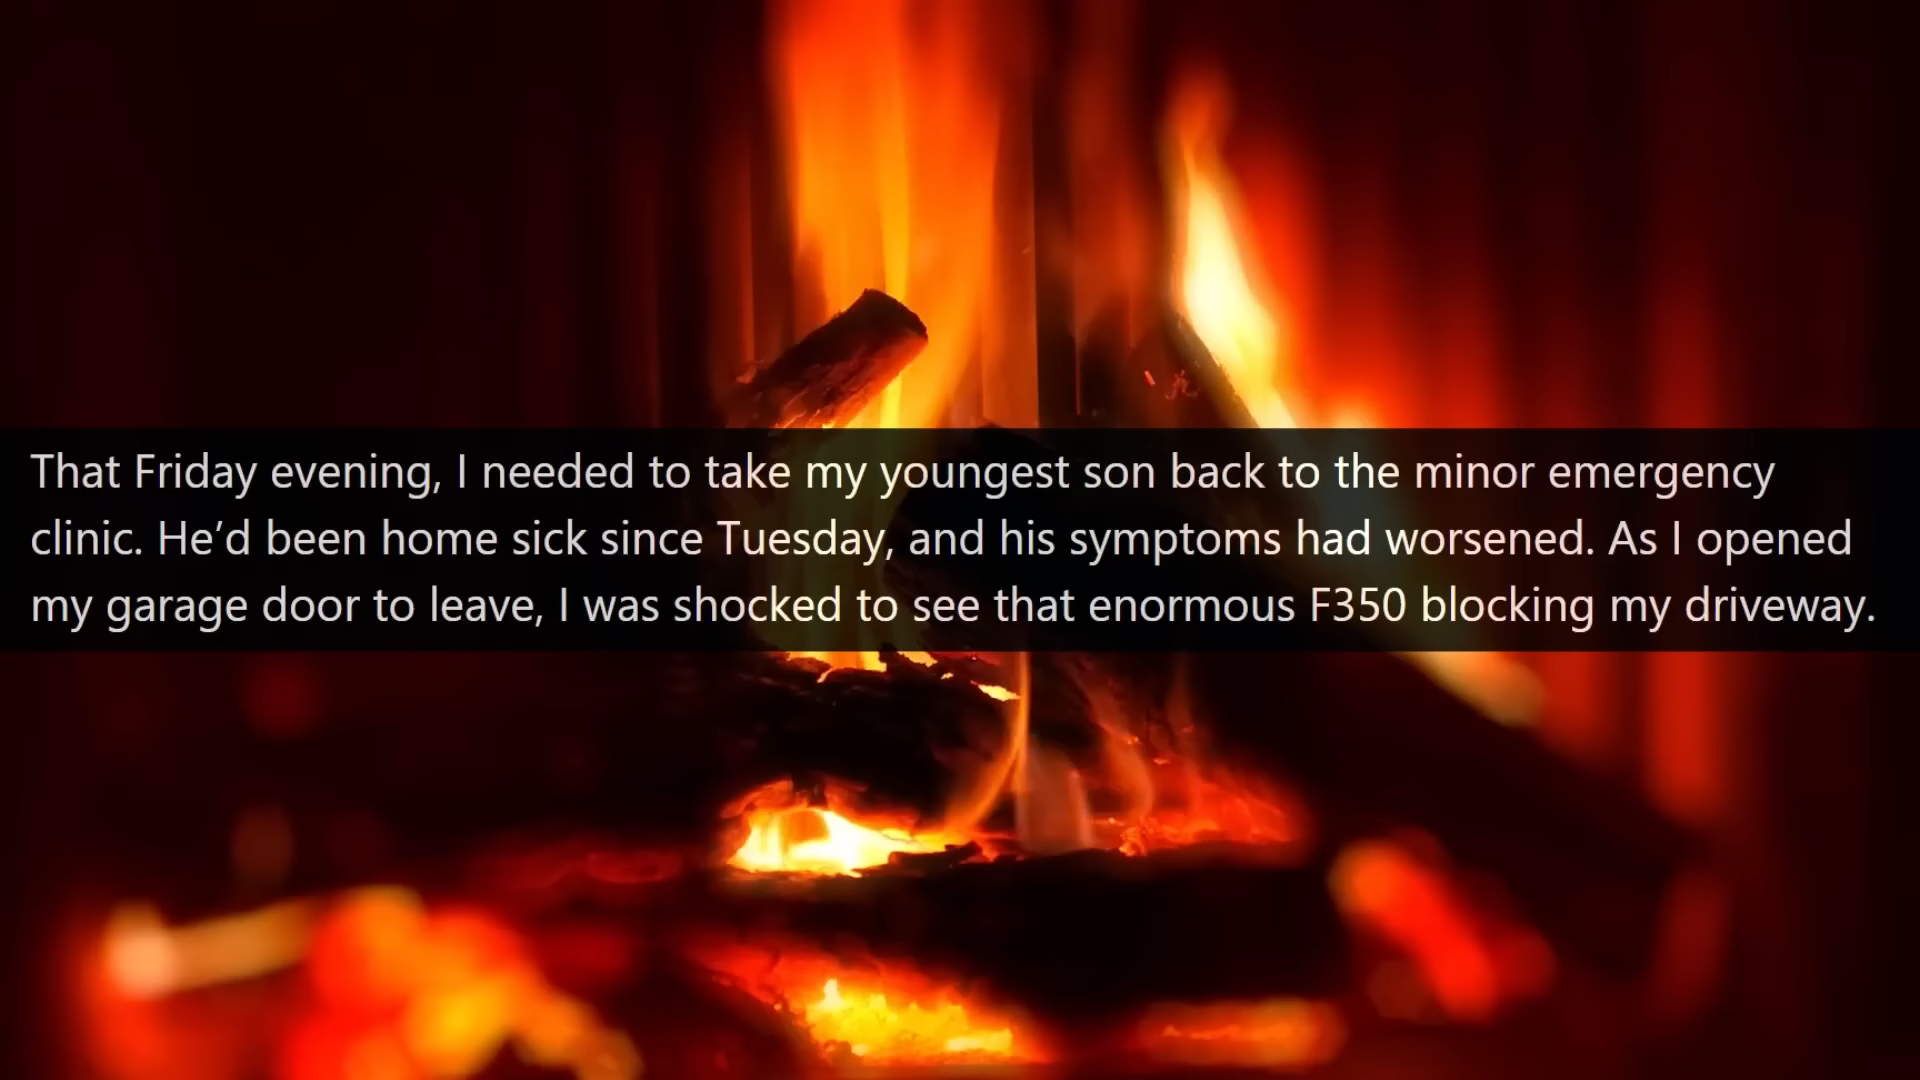 That Friday evening, I needed to take my youngest son back to the minor emergency
clinic. He’d been home sick since Tuesday, and his symptoms had worsened. As I opened
my garage door to leave, I was shocked to see that enormous F350 blocking my driveway.